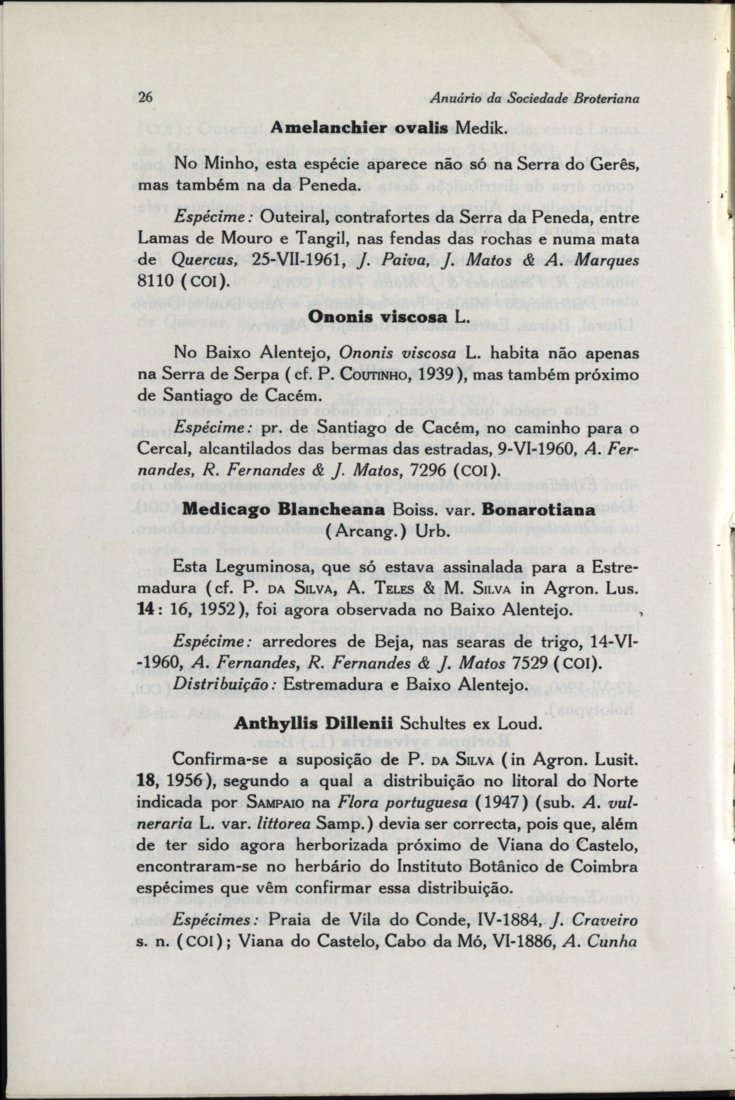 26 Anuário da Sociedade Broteriana
Amelanchier ovalis Medik.
No Minho, esta espécie aparece não só na Serra do Gerês,
mas também na da Peneda.
Espécime: Outeiral, contrafortes da Serra da Peneda, entre
Lamas de Mouro e Tangil, nas fendas das rochas e numa mata
de Quercus, 25-VII-1961, J. Paiva, J. Matos & A. Marques
8110 (COI).
Ononis viscosa L.
No Baixo Alentejo, Ononis viscosa L. habita não apenas
na Serra de Serpa (cf. P. COUTINHO, 1939), mas também próximo
de Santiago de Cacém.
Espécime: pr. de Santiago de Cacém, no caminho para o
Cercal, alcantilados das bermas das estradas, 9-VI-1960, A. Fer-
nandes, R. Fernandes & J. Matos, 7296 (COI).
Medicago Blancheana Boiss. var. Bonarotiana
(Arcang.) Urb.
Esta Leguminosa, que só estava assinalada para a Estre-
madura (cf. P. DA SILVA, A. TELES & M. SILVA in Agron. Lus.
14: 16, 1952), foi agora observada no Baixo Alentejo.
Espécime: arredores de Beja, nas searas de trigo, 14-VI-
-1960, A. Fernandes, R. Fernandes & J. Matos 7529 (COI).
Distribuição: Estremadura e Baixo Alentejo.
Anthyllis Dillenii Schultes ex Loud.
Confirma-se a suposição de P. DA SILVA (in Agron. Lusit.
18, 1956), segundo a qual a distribuição no litoral do Norte
indicada por SAMPAIO na Flora portuguesa (1947) (sub. A. vul-
neraria L. var. littorea Samp.) devia ser correcta, pois que, além
de ter sido agora herborizada próximo de Viana do Castelo,
encontraram-se no herbário do Instituto Botânico de Coimbra
espécimes que vêm confirmar essa distribuição.
Espécimes: Praia de Vila do Conde, IV-1884, J. Craveiro
s. n. (COI); Viana do Castelo, Cabo da Mó, VI-1886, A. Cunha